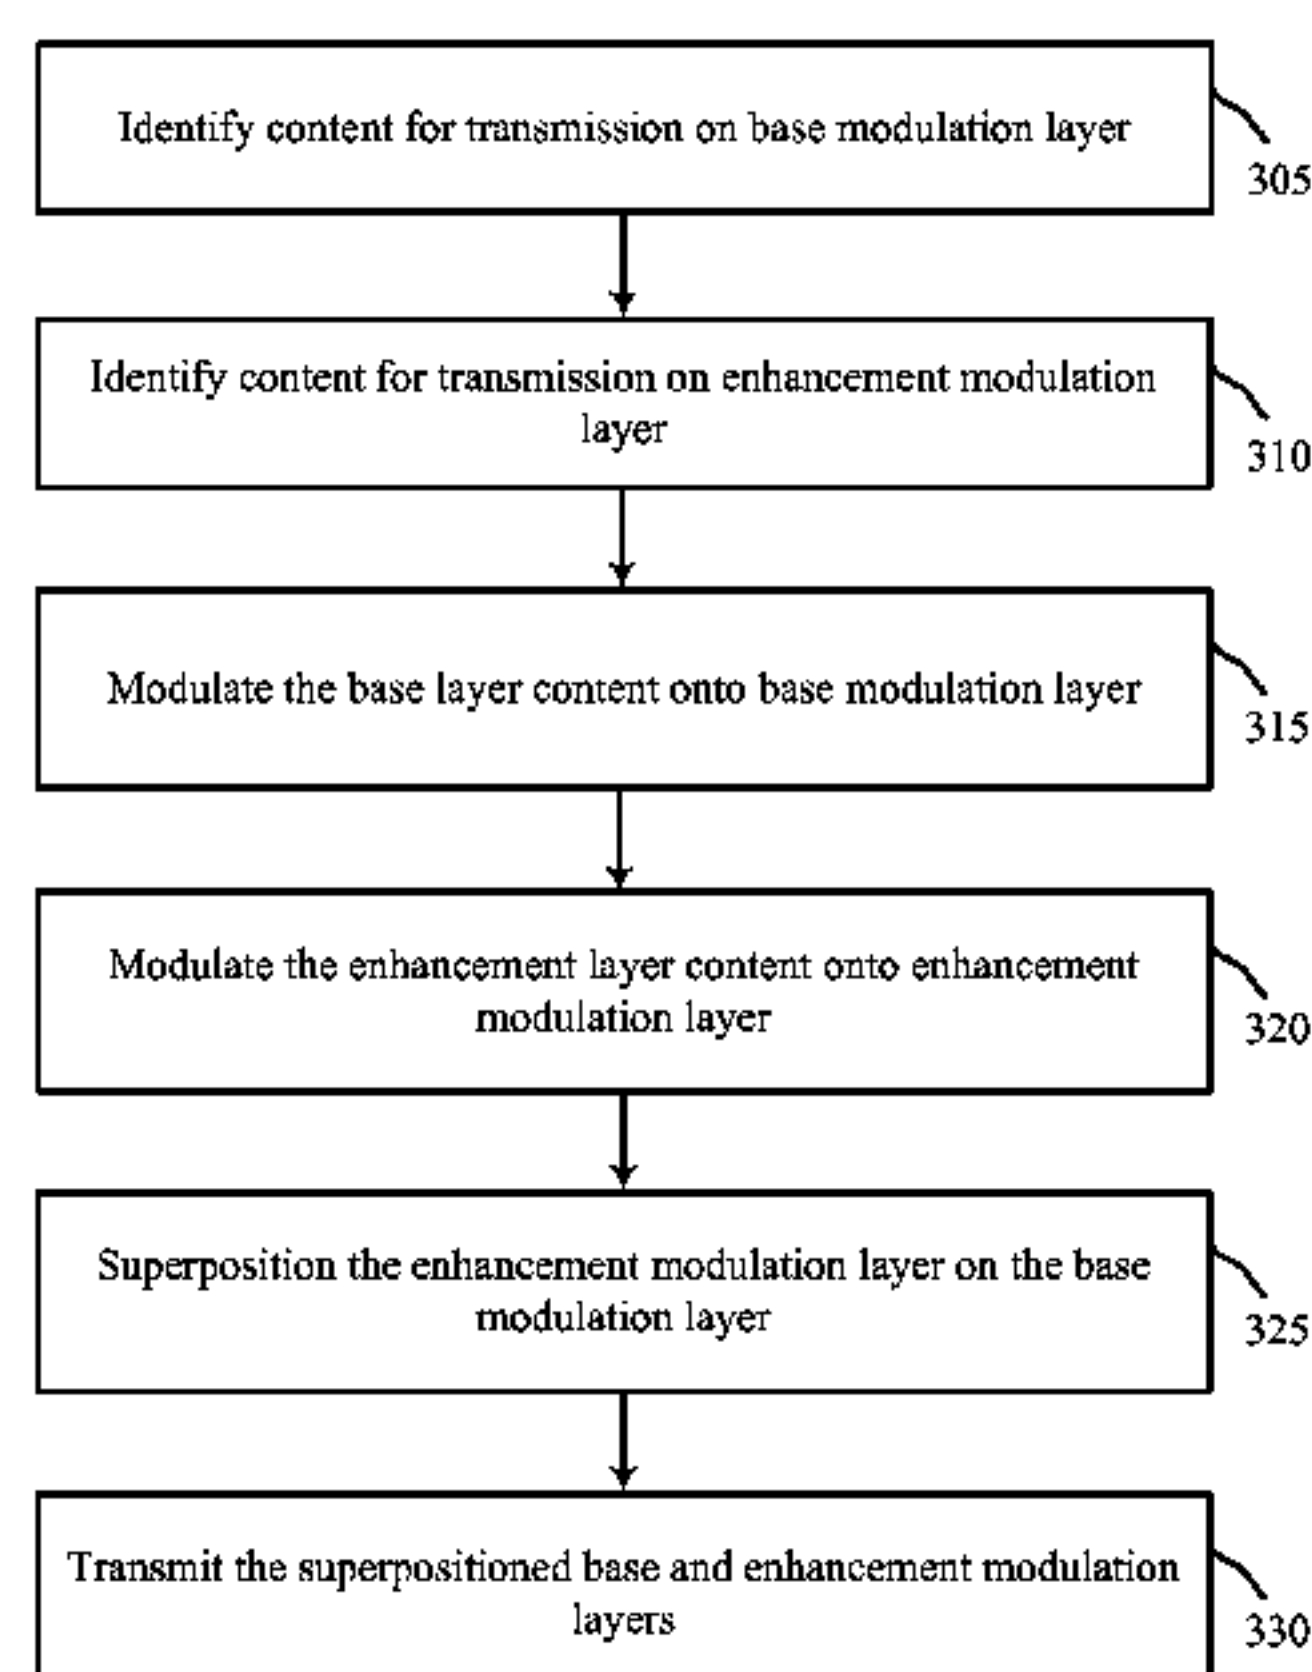 Identify content for transmission on base modulation layer
305
Identify content for transmission on enhancement modulation
layer
310
Modulate the base layer content onto base modulation layer
315
Modulate the enhancement layer content onto enhancement
modulation layer
320
Superposition the enhancement modulation layer on the base
modulation layer
325
Transmit the superpositioned base and enhancement modulation
layers
330